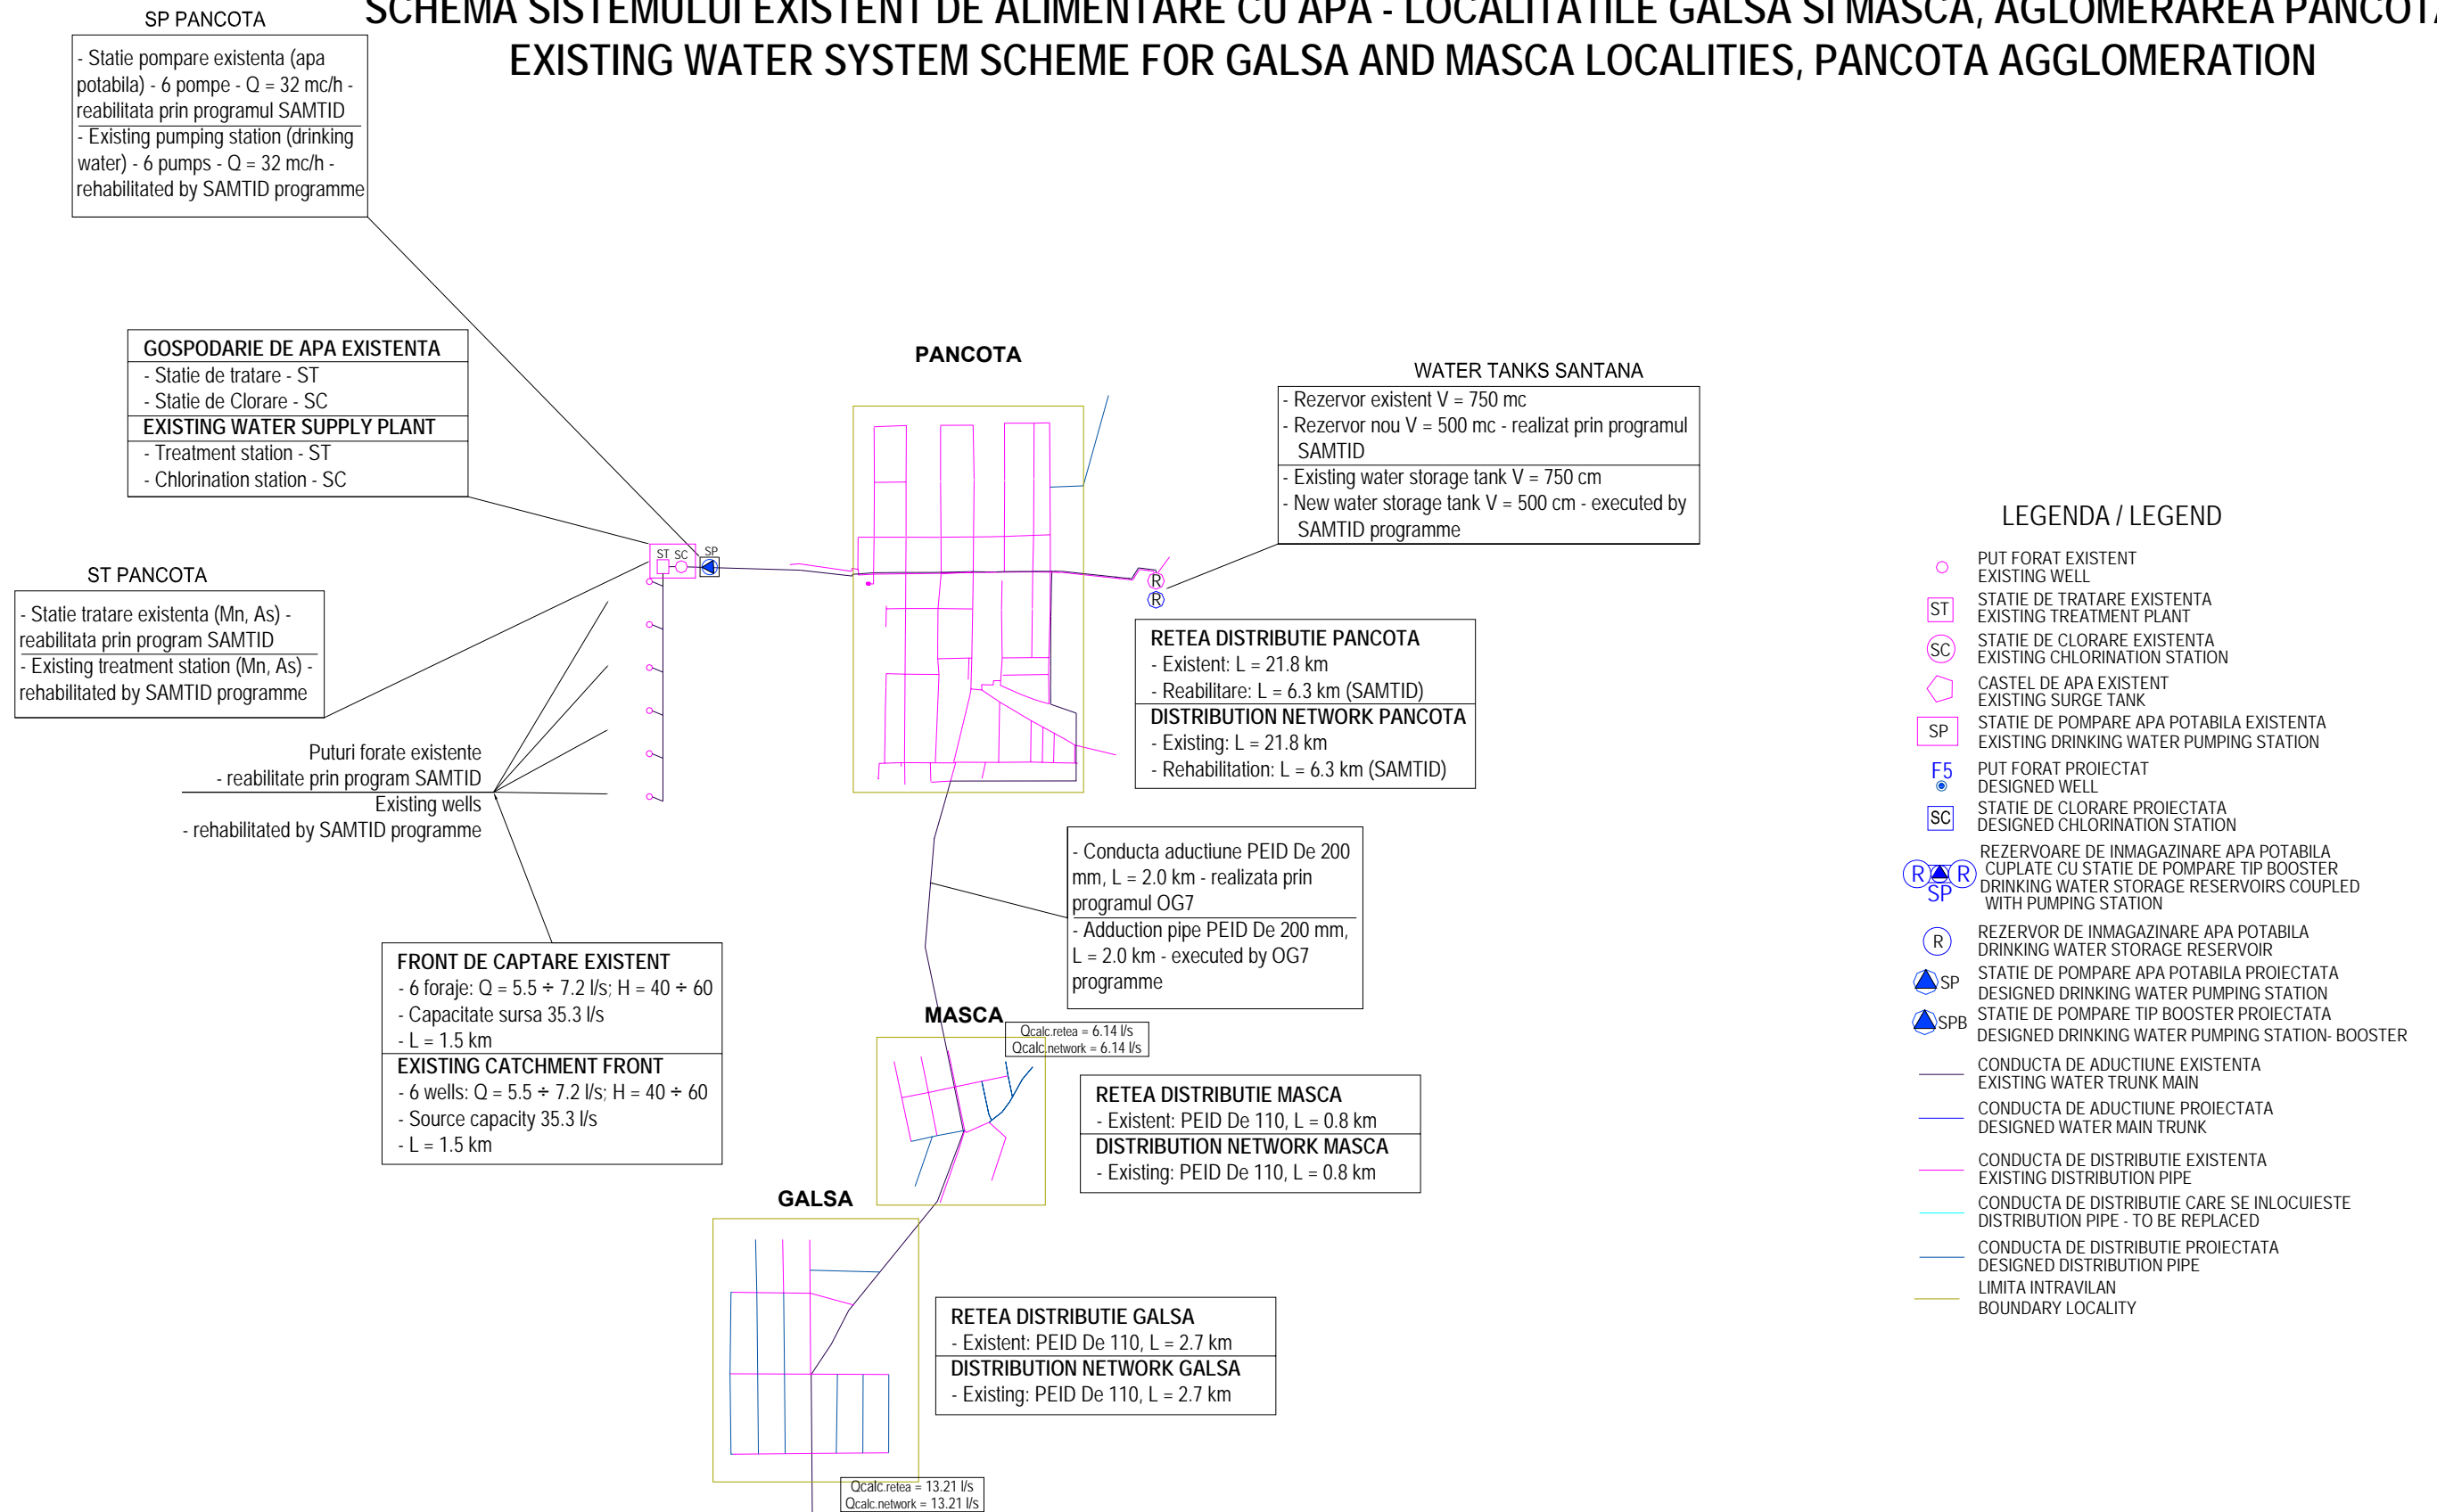 SCHEMA SISTEMULUI EXISTENT DE ALIMENTARE CU APA - LOCALITATILE GALSA SI MASCA, AGLOMERAREA PANCOTA
EXISTING WATER SYSTEM SCHEME FOR GALSA AND MASCA LOCALITIES, PANCOTA AGGLOMERATION
SP PANCOTA
- Statie pompare existenta (apa
potabila) - 6 pompe - Q = 32 mc/h -
reabilitata prin programul SAMTID
- Existing pumping station (drinking
water) - 6 pumps - Q = 32 mc/h -
rehabilitated by SAMTID programme
GOSPODARIE DE APA EXISTENTA
- Statie de tratare - ST
- Statie de Clorare - SC
EXISTING WATER SUPPLY PLANT
- Treatment station - ST
- Chlorination station - SC
ST PANCOTA
- Statie tratare existenta (Mn, As) -
reabilitata prin program SAMTID
- Existing treatment station (Mn, As) -
rehabilitated by SAMTID programme
ST SC SP
Puturi forate existente
- reabilitate prin program SAMTID
Existing wells
- rehabilitated by SAMTID programme
FRONT DE CAPTARE EXISTENT
- 6 foraje: Q = 5.5 ÷ 7.2 l/s; H = 40 ÷ 60
- Capacitate sursa 35.3 l/s
- L = 1.5 km
EXISTING CATCHMENT FRONT
- 6 wells: Q = 5.5 ÷ 7.2 l/s; H = 40 ÷ 60
- Source capacity 35.3 l/s
- L = 1.5 km
PANCOTA
WATER TANKS SANTANA
- Rezervor existent V = 750 mc
- Rezervor nou V = 500 mc - realizat prin programul
SAMTID
- Existing water storage tank V = 750 cm
- New water storage tank V = 500 cm - executed by
SAMTID programme
R
R
RETEA DISTRIBUTIE PANCOTA
- Existent: L = 21.8 km
- Reabilitare: L = 6.3 km (SAMTID)
DISTRIBUTION NETWORK PANCOTA
- Existing: L = 21.8 km
- Rehabilitation: L = 6.3 km (SAMTID)
- Conducta aductiune PEID De 200
mm, L = 2.0 km - realizata prin
programul OG7
- Adduction pipe PEID De 200 mm,
L = 2.0 km - executed by OG7
programme
MASCA
Qcalc.retea = 6.14 l/s
Qcalc.network = 6.14 l/s
RETEA DISTRIBUTIE MASCA
- Existent: PEID De 110, L = 0.8 km
DISTRIBUTION NETWORK MASCA
- Existing: PEID De 110, L = 0.8 km
GALSA
RETEA DISTRIBUTIE GALSA
- Existent: PEID De 110, L = 2.7 km
DISTRIBUTION NETWORK GALSA
- Existing: PEID De 110, L = 2.7 km
Qcalc.retea = 13.21 l/s
Qcalc.network = 13.21 l/s
LEGENDA / LEGEND
PUT FORAT EXISTENT
EXISTING WELL
ST
STATIE DE TRATARE EXISTENTA
EXISTING TREATMENT PLANT
SC
STATIE DE CLORARE EXISTENTA
EXISTING CHLORINATION STATION
CASTEL DE APA EXISTENT
EXISTING SURGE TANK
SP
STATIE DE POMPARE APA POTABILA EXISTENTA
EXISTING DRINKING WATER PUMPING STATION
F5
PUT FORAT PROIECTAT
DESIGNED WELL
SC
STATIE DE CLORARE PROIECTATA
DESIGNED CHLORINATION STATION
R R
SP
REZERVOARE DE INMAGAZINARE APA POTABILA
CUPLATE CU STATIE DE POMPARE TIP BOOSTER
DRINKING WATER STORAGE RESERVOIRS COUPLED
WITH PUMPING STATION
R
REZERVOR DE INMAGAZINARE APA POTABILA
DRINKING WATER STORAGE RESERVOIR
SP
STATIE DE POMPARE APA POTABILA PROIECTATA
DESIGNED DRINKING WATER PUMPING STATION
SPB
STATIE DE POMPARE TIP BOOSTER PROIECTATA
DESIGNED DRINKING WATER PUMPING STATION- BOOSTER
CONDUCTA DE ADUCTIUNE EXISTENTA
EXISTING WATER TRUNK MAIN
CONDUCTA DE ADUCTIUNE PROIECTATA
DESIGNED WATER MAIN TRUNK
CONDUCTA DE DISTRIBUTIE EXISTENTA
EXISTING DISTRIBUTION PIPE
CONDUCTA DE DISTRIBUTIE CARE SE INLOCUIESTE
DISTRIBUTION PIPE - TO BE REPLACED
CONDUCTA DE DISTRIBUTIE PROIECTATA
DESIGNED DISTRIBUTION PIPE
LIMITA INTRAVILAN
BOUNDARY LOCALITY